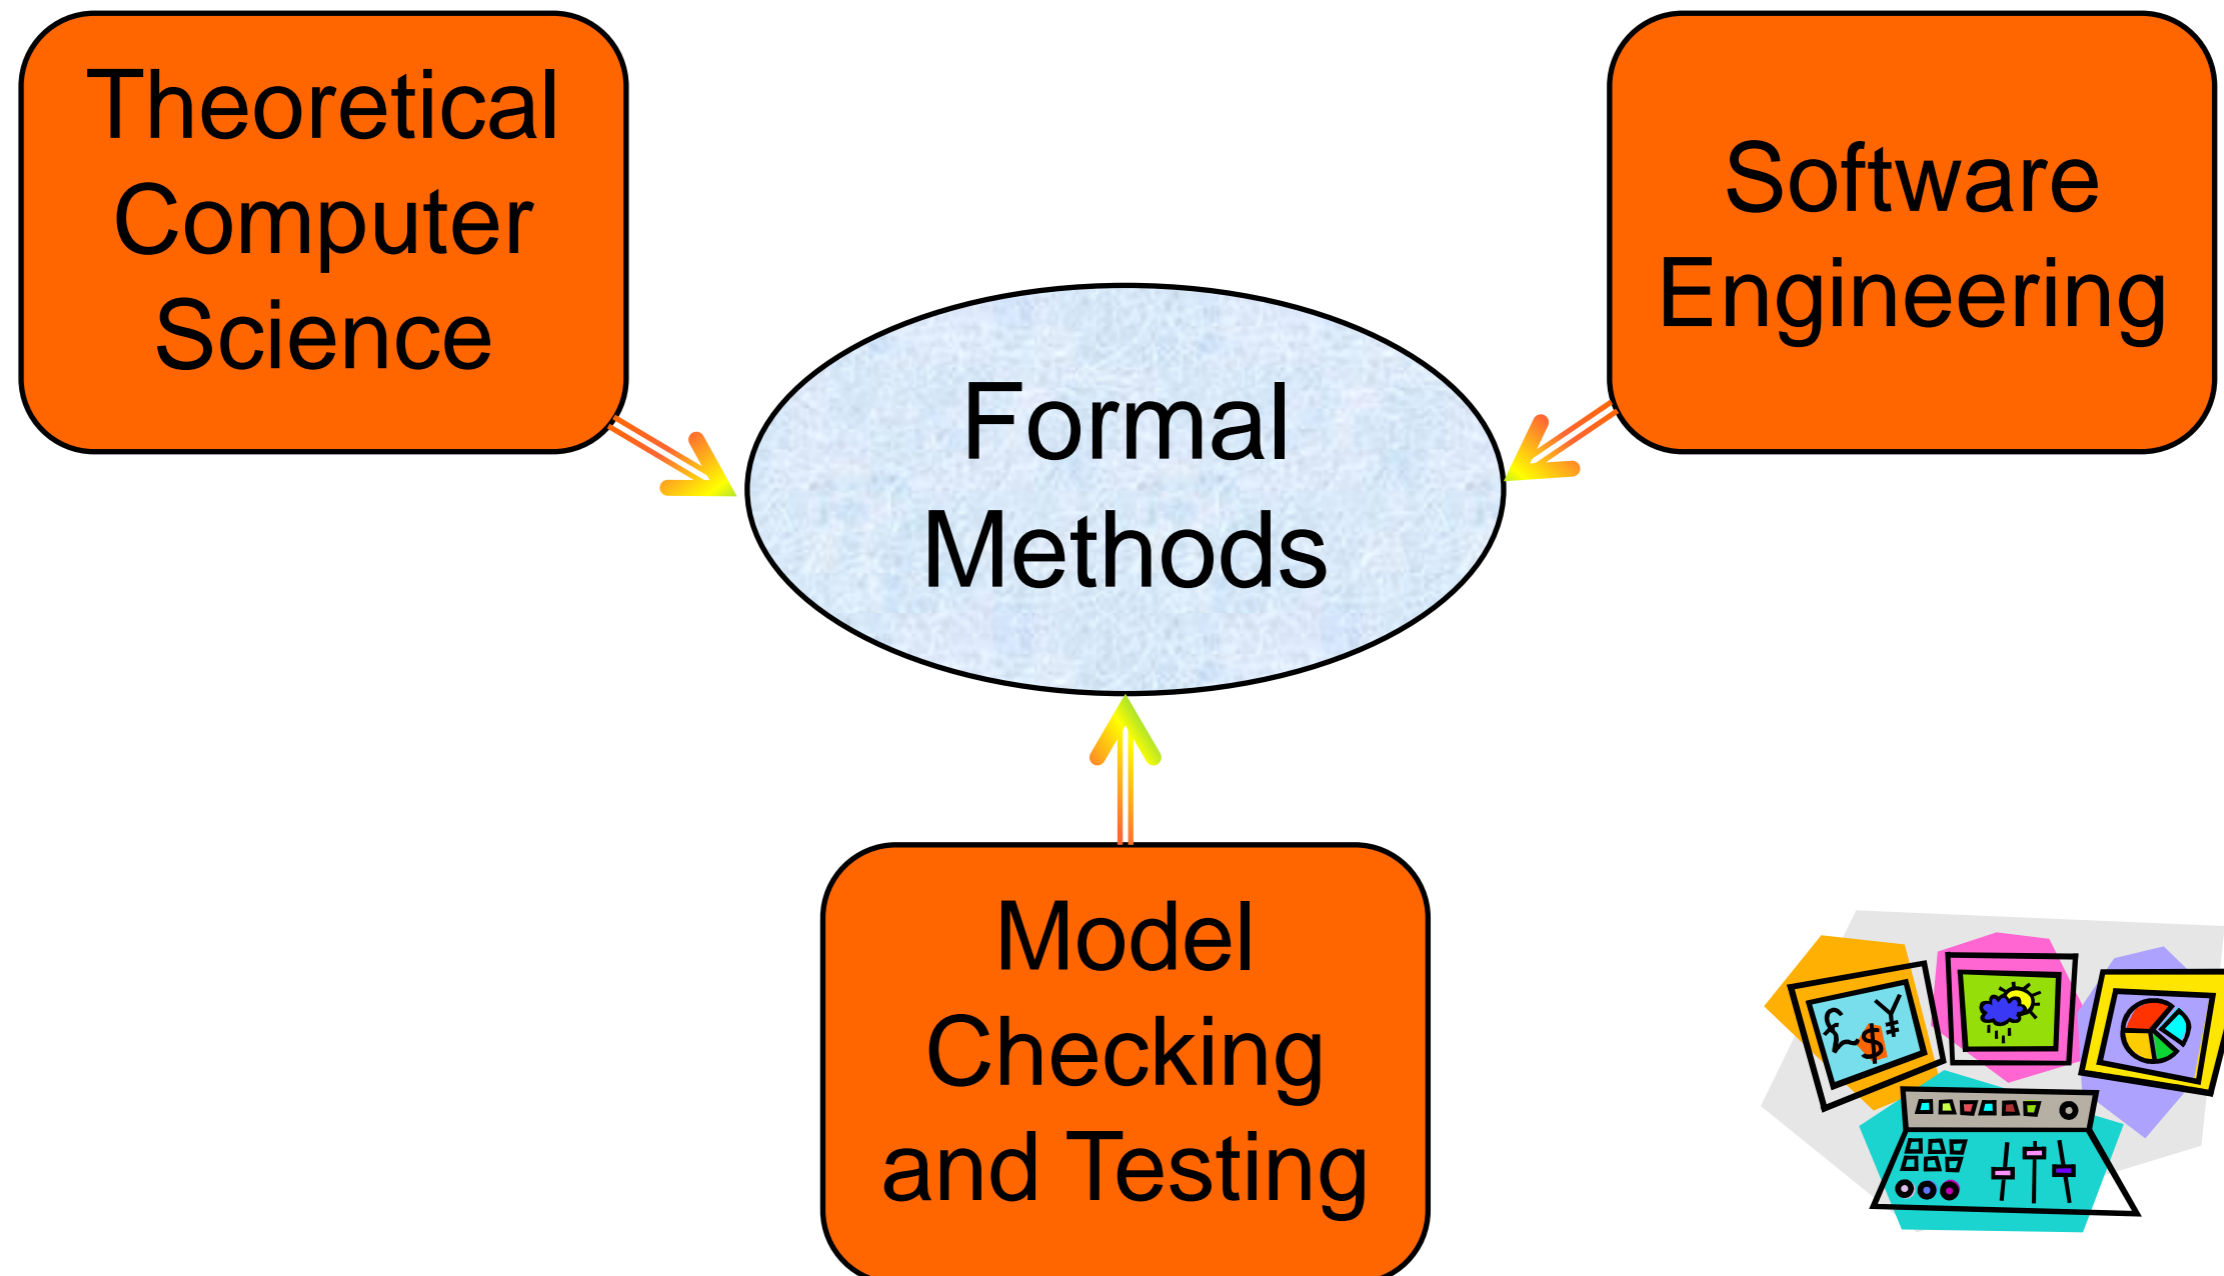 Theoretical
Computer
Science
Software
Engineering
Formal
Methods
Model
Checking
and Testing
£$¥